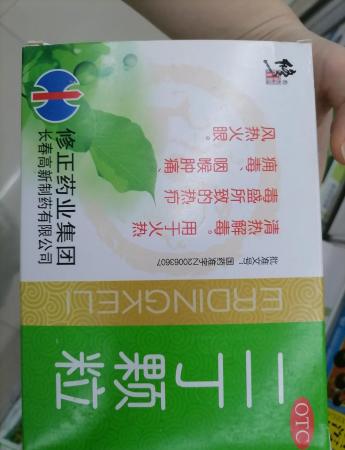 修正
二丁颗粒
OTC
ERDINGKELI
批准文号:国药准字Z20063607
清热解毒。用于火热
毒盛所致的热疖
痈毒、咽喉肿痛、
风热火眼。
修正药业集团
长春高新制药有限公司